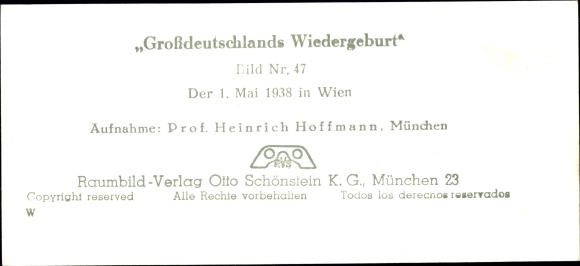 „Großdeutschlands Wiedergeburt“
Bild Nr. 47
Der 1. Mai 1938 in Wien
Aufnahme: Prof. Heinrich Hoffmann, München
RVS
Raumbild-Verlag Otto Schönstein K. G., München 23
Copyright reserved Alle Rechte vorbehalten Todos los derechos reservados
W